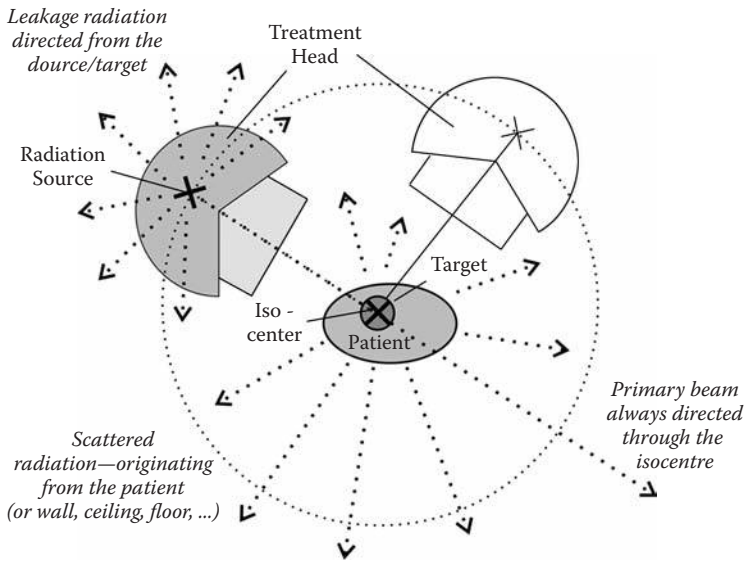 Leakage radiation
directed from the
dource/target
Treatment
Head
Radiation
Source
Target
Iso -
center
Patient
Primary beam
always directed
through the
isocentre
Scattered
radiation—originating
from the patient
(or wall, ceiling, floor, ...)